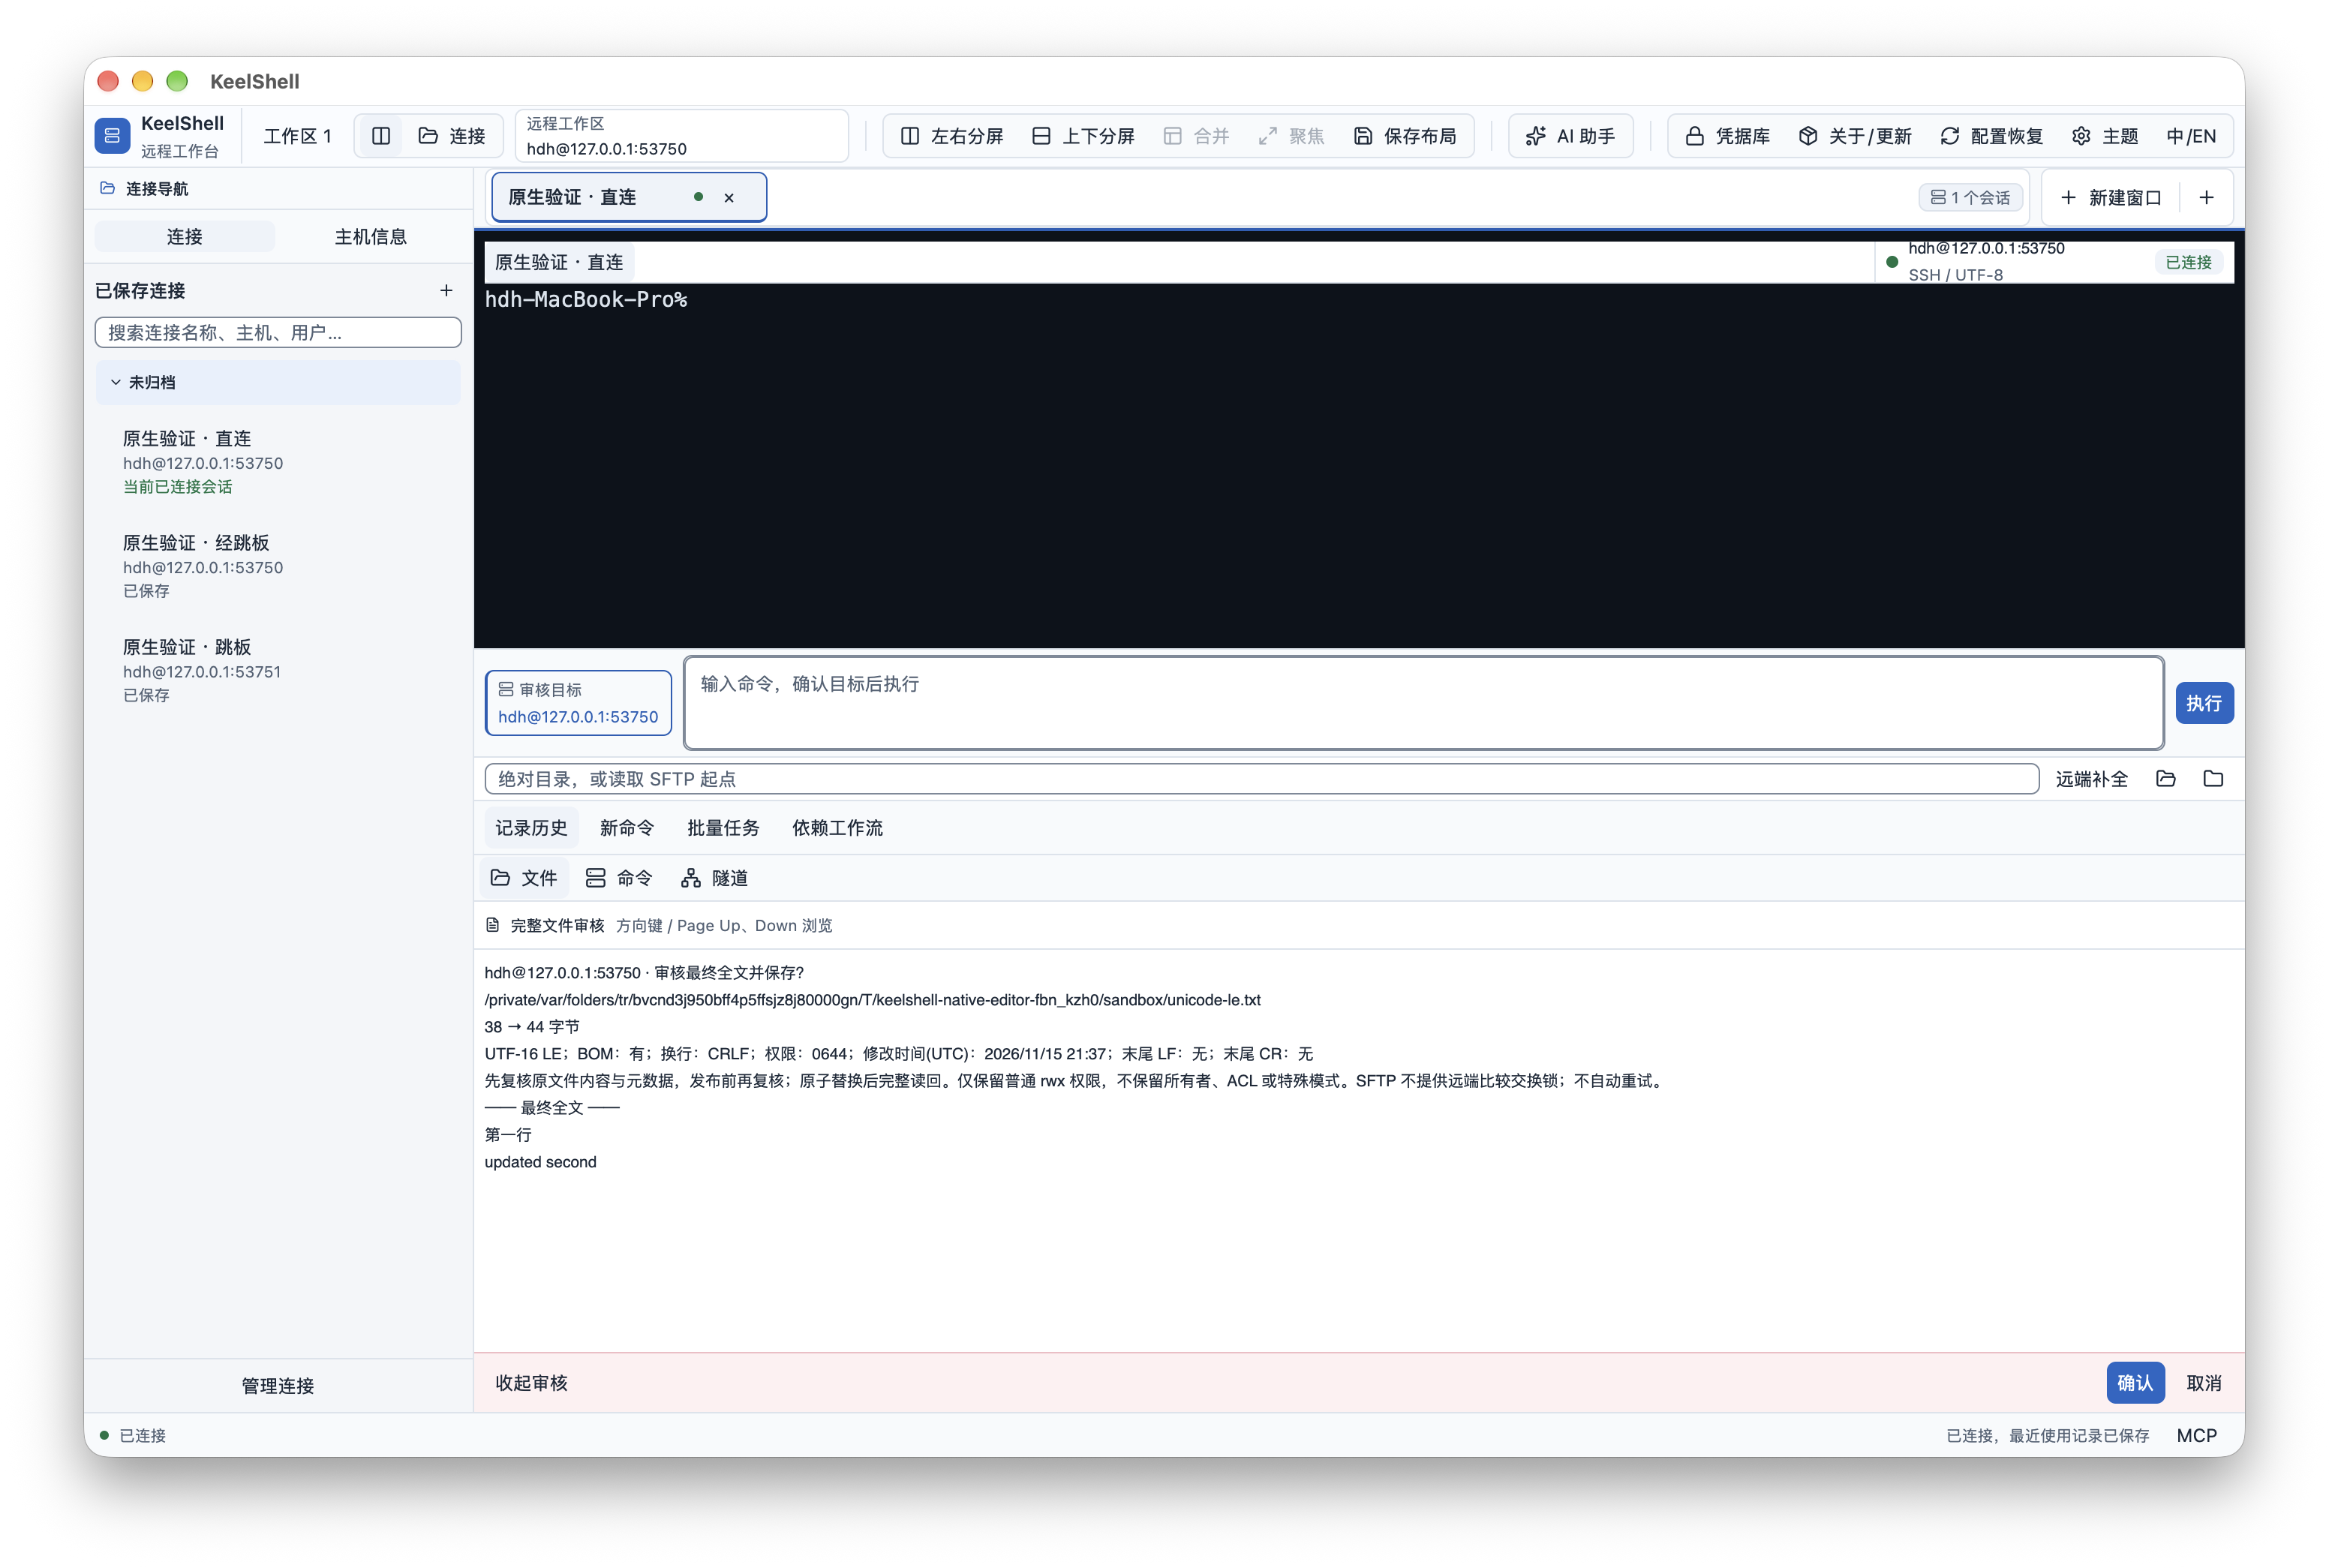 KeelShell
KeelShell
远程工作台
工作区 1
连接
远程工作区
hdh@127.0.0.1:53750
左右分屏
上下分屏
合并
聚焦
保存布局
AI 助手
凭据库
关于/更新
配置恢复
主题
中/EN
连接导航
连接
主机信息
已保存连接
搜索连接名称、主机、用户...
未归档
原生验证 · 直连
hdh@127.0.0.1:53750
当前已连接会话
原生验证 · 经跳板
hdh@127.0.0.1:53750
已保存
原生验证 · 跳板
hdh@127.0.0.1:53751
已保存
管理连接
原生验证 · 直连
1 个会话
新建窗口
原生验证 · 直连
hdh@127.0.0.1:53750
SSH / UTF-8
已连接
hdh-MacBook-Pro%
审核目标
hdh@127.0.0.1:53750
输入命令，确认目标后执行
执行
绝对目录，或读取 SFTP 起点
远端补全
记录历史
新命令
批量任务
依赖工作流
文件
命令
隧道
完整文件审核 方向键 / Page Up、Down 浏览
hdh@127.0.0.1:53750 · 审核最终全文并保存?
/private/var/folders/tr/bvcnd3j950bff4p5ffsjz8j80000gn/T/keelshell-native-editor-fbn_kzh0/sandbox/unicode-le.txt
38 → 44 字节
UTF-16 LE；BOM：有；换行：CRLF；权限：0644；修改时间(UTC)：2026/11/15 21:37；末尾 LF：无；末尾 CR：无
先复核原文件内容与元数据，发布前再复核；原子替换后完整读回。仅保留普通 rwx 权限，不保留所有者、ACL 或特殊模式。SFTP 不提供远端比较交换锁；不自动重试。
—— 最终全文 ——
第一行
updated second
收起审核
确认
取消
已连接
已连接，最近使用记录已保存
MCP